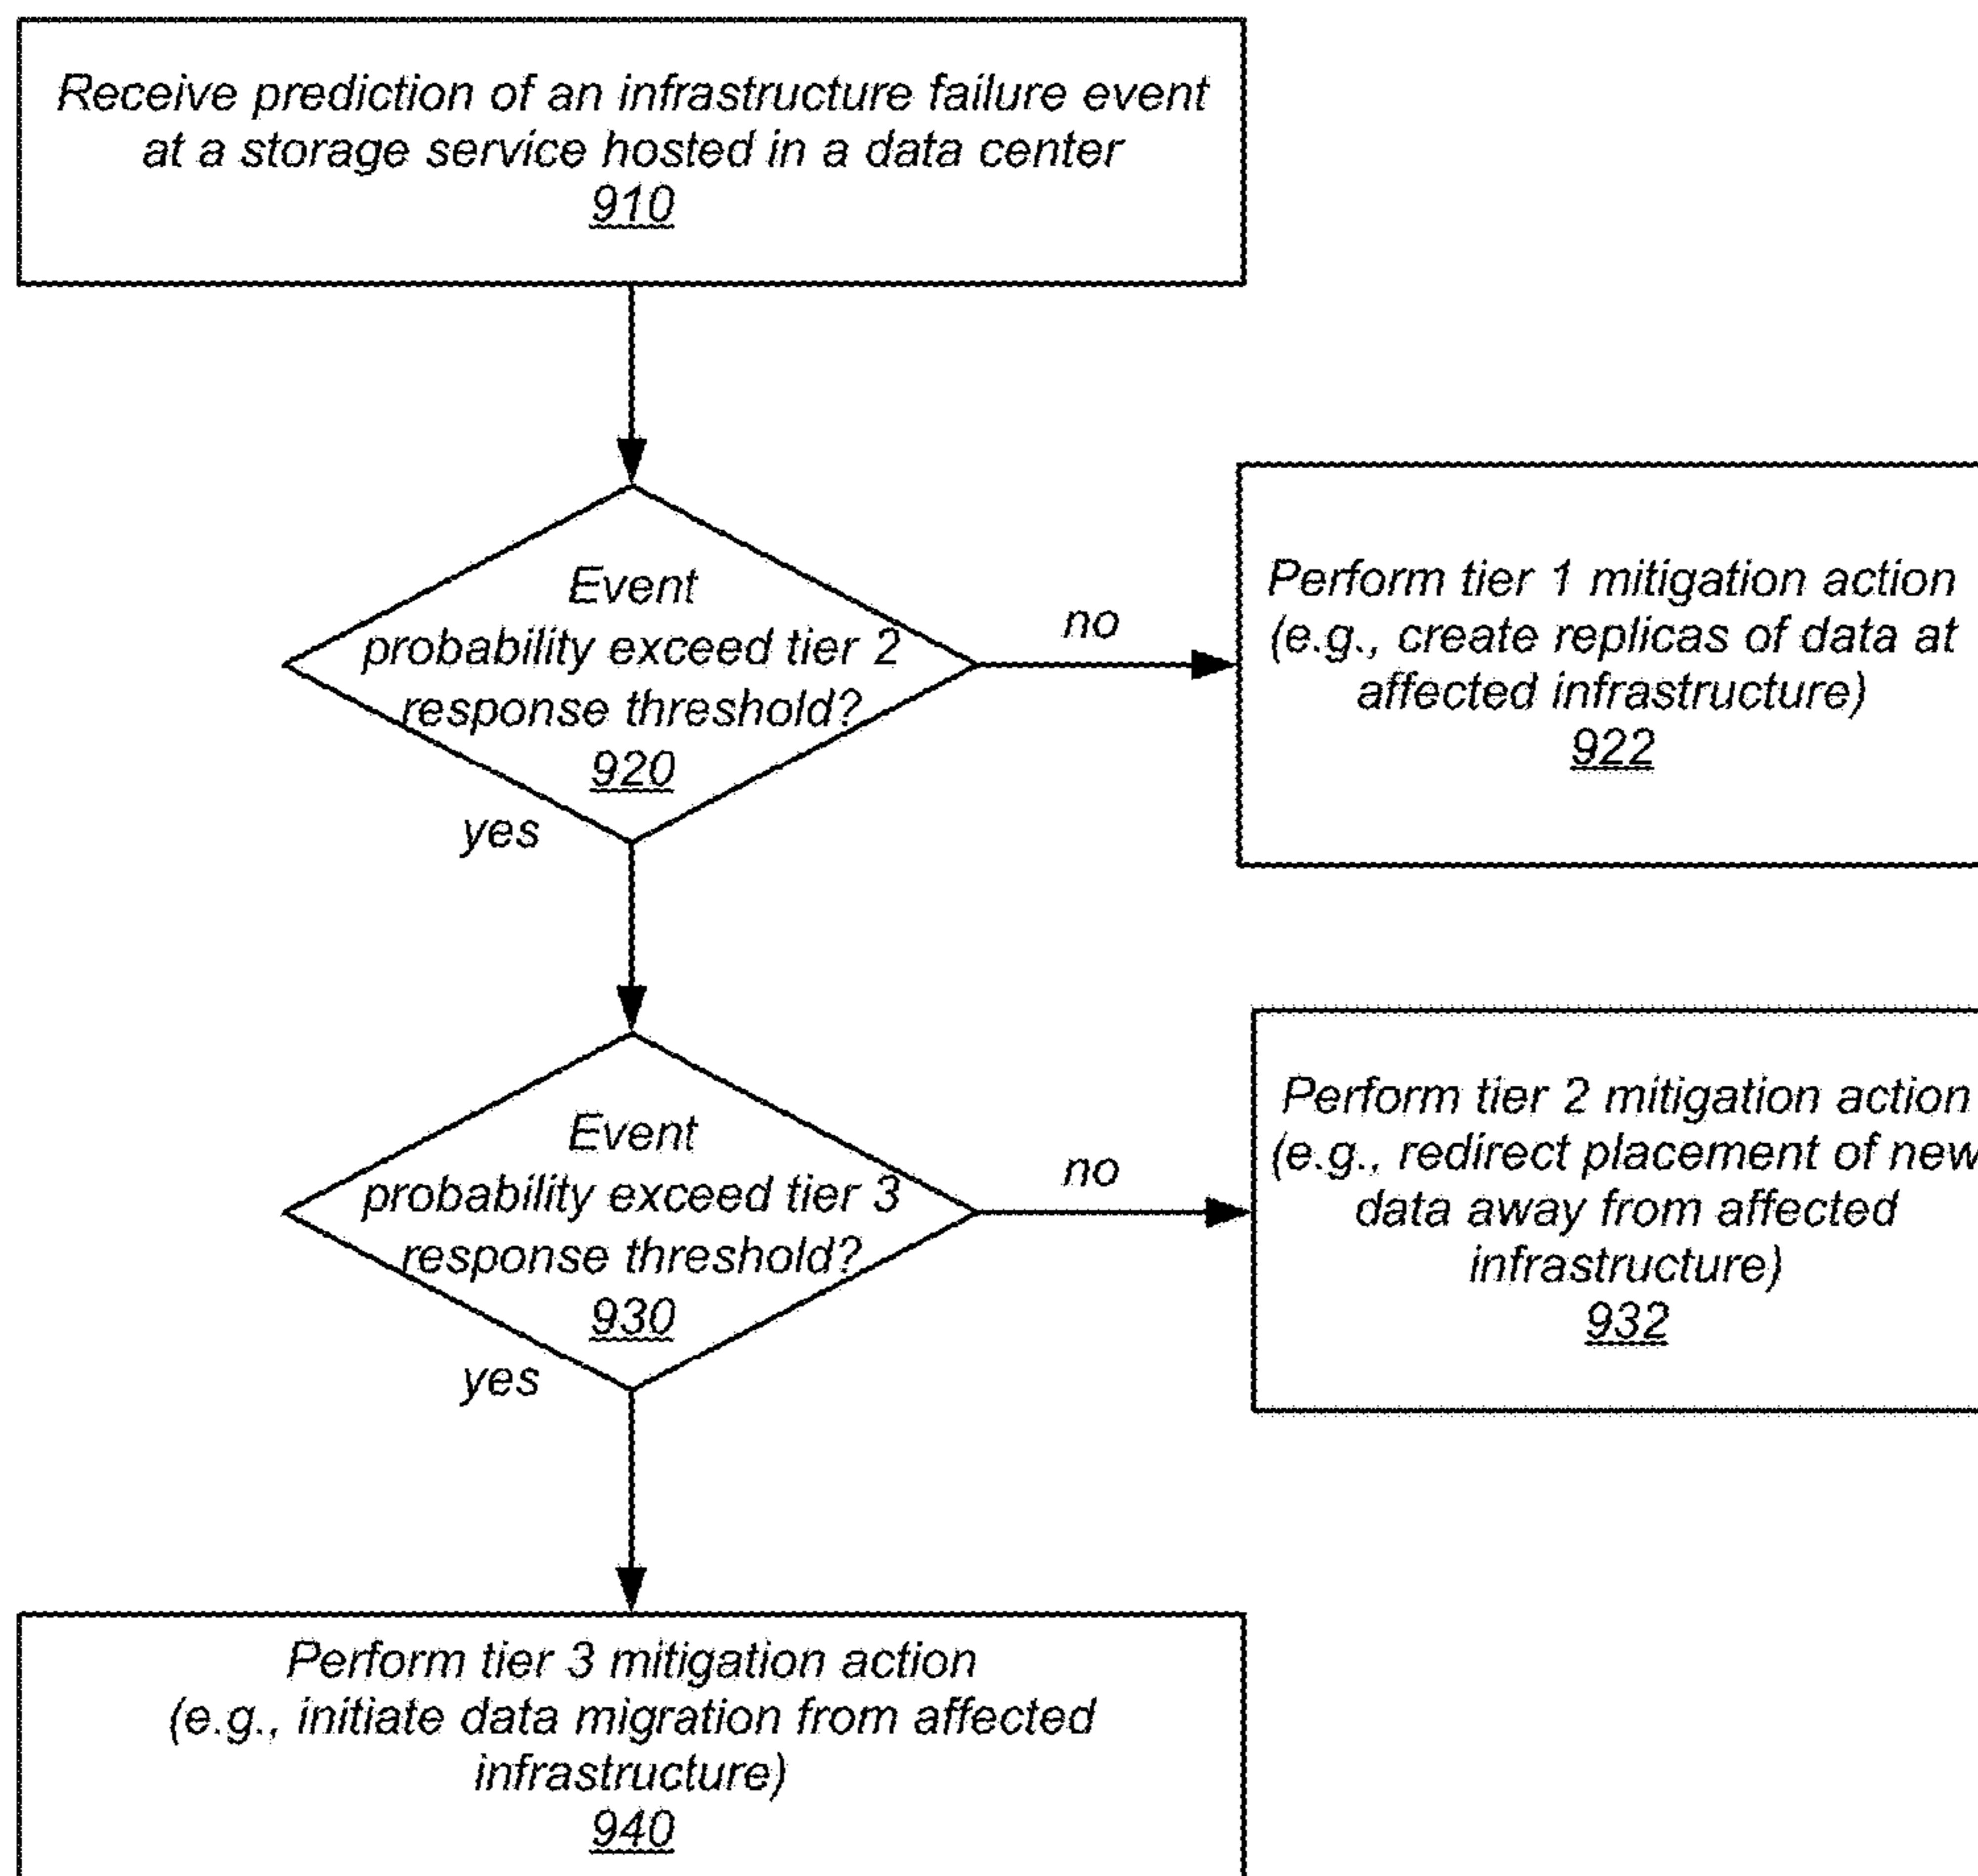 Receive prediction of an infrastructure failure event
at a storage service hosted in a data center
910
Event
probability exceed tier 2
response threshold?
920
no
Perform tier 1 mitigation action
(e.g., create replicas of data at
affected infrastructure)
922
yes
Event
probability exceed tier 3
response threshold?
930
no
Perform tier 2 mitigation action
(e.g., redirect placement of new
data away from affected
infrastructure)
932
yes
Perform tier 3 mitigation action
(e.g., initiate data migration from affected
infrastructure)
940